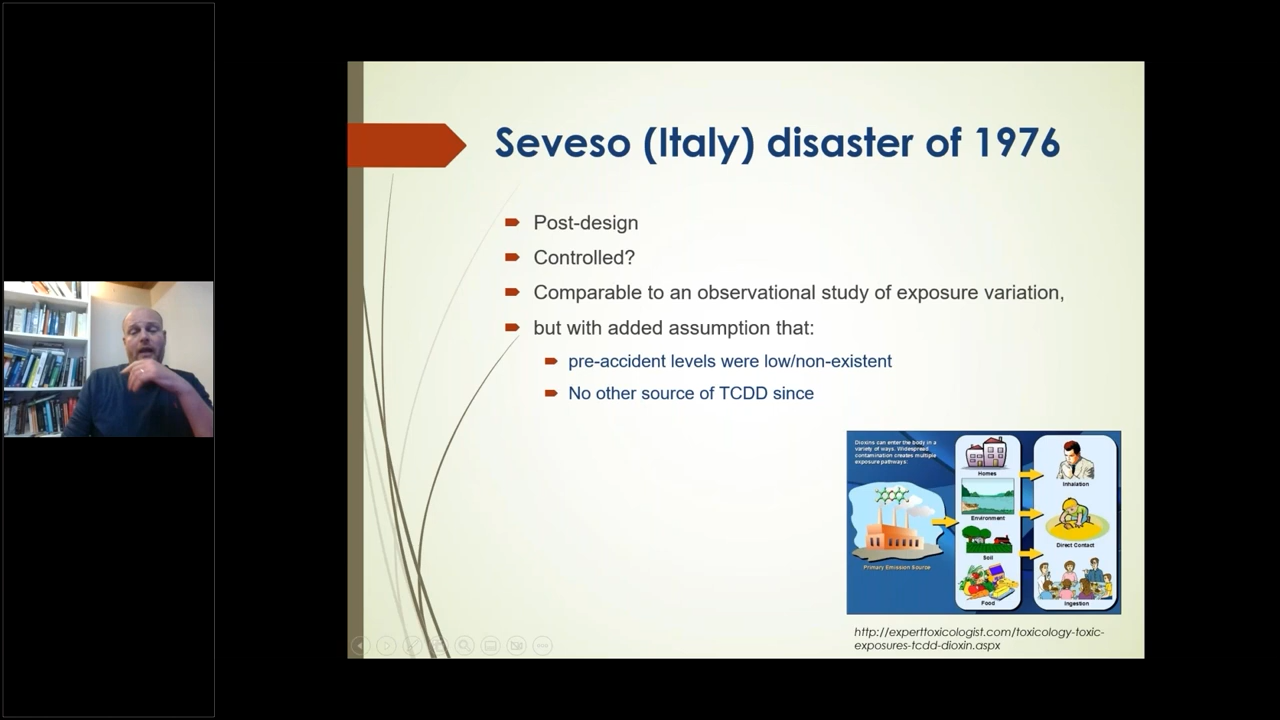 Seveso (Italy) disaster of 1976
Post-design
Controlled?
Comparable to an observational study of exposure variation,
but with added assumption that:
pre-accident levels were low/non-existent
No other source of TCDD since
Dioxins can enter the body in a
variety of ways. Widespread
contamination creates multiple
exposure pathways:
Primary Emission Source
Homes
Environment
Soil
Food
Inhalation
Direct Contact
Ingestion
http://experttoxicologist.com/toxicology-toxic-
exposures-tcdd-dioxin.aspx